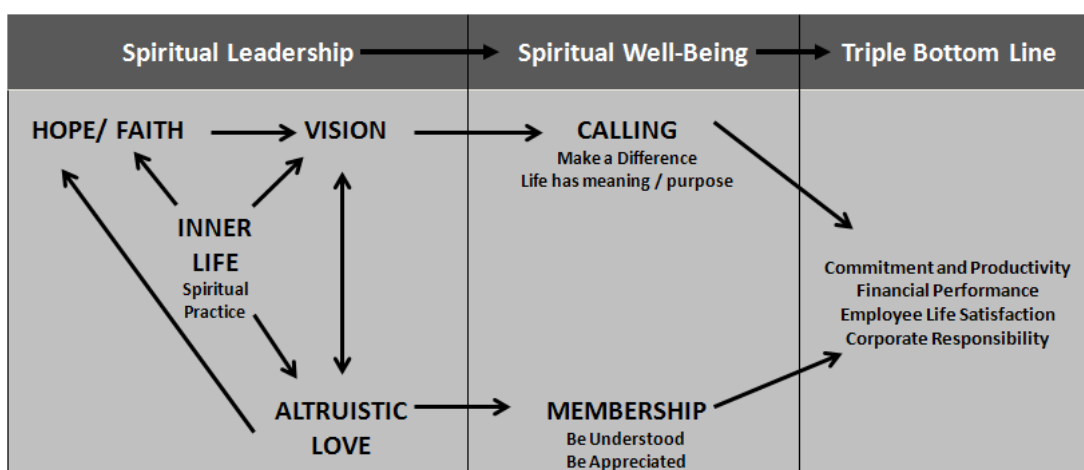 Spiritual Leadership
Spiritual Well-Being
Triple Bottom Line
HOPE/ FAITH
VISION
CALLING
Make a Difference
Life has meaning / purpose
INNER
LIFE
Spiritual
Practice
Commitment and Productivity
Financial Performance
Employee Life Satisfaction
Corporate Responsibility
ALTRUISTIC
LOVE
MEMBERSHIP
Be Understood
Be Appreciated